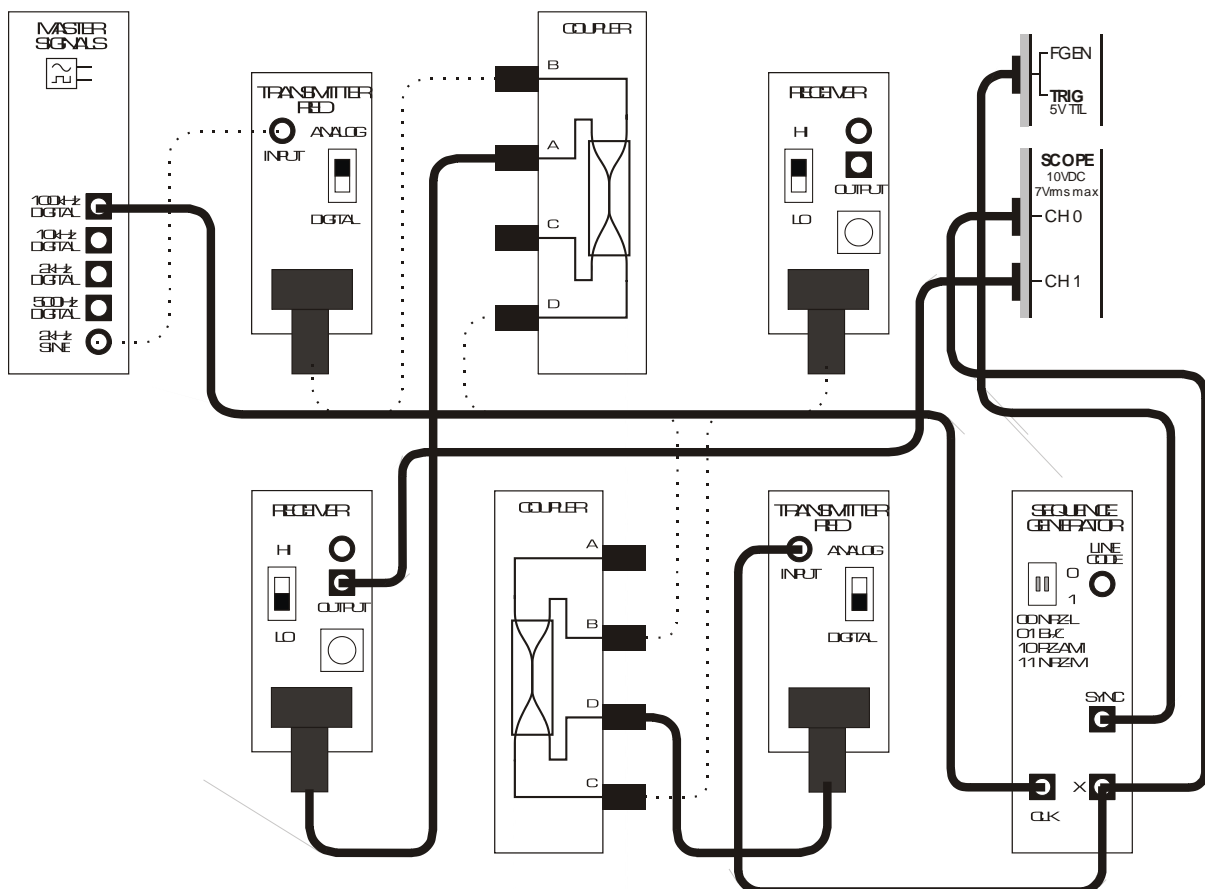 MASTER
SIGNALS
100kHz
DIGITAL
10kHz
DIGITAL
2kHz
DIGITAL
500Hz
DIGITAL
2kHz
SINE
TRANSMITTER
RED
INPUT
ANALOG
DIGITAL
COUPLER
B
A
C
D
RECEIVER
HI
LO
OUTPUT
FGEN
TRIG
5V TTL
SCOPE
10VDC
7Vrms max
CH 0
CH 1
RECEIVER
HI
LO
OUTPUT
COUPLER
A
B
D
C
TRANSMITTER
RED
INPUT
ANALOG
DIGITAL
SEQUENCE
GENERATOR
LINE
CODE
0
1
00 NRZ-L
01 Bi-Φ
10 RZ-AMI
11 NRZ-M
SYNC
X
CLK